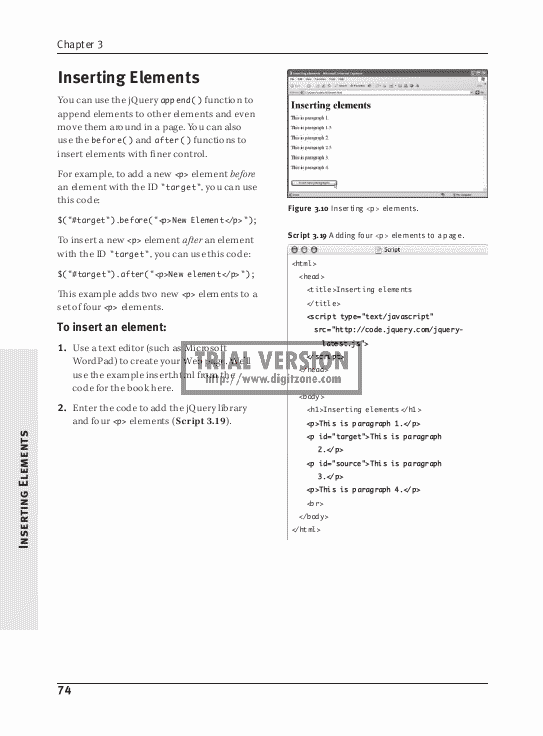 Chapter 3
Inserting Elements
You can use the jQuery append() function to
append elements to other elements and even
move them around in a page. You can also
use the before() and after() functions to
insert elements with finer control.
For example, to add a new <p> element before
an element with the ID "target", you can use
this code:
$("#target").before("<p>New Element</p>");
To insert a new <p> element after an element
with the ID "target", you can use this code:
$("#target").after("<p>New element</p>");
This example adds two new <p> elements to a
set of four <p> elements.
To insert an element:
1. Use a text editor (such as Microsoft
WordPad) to create your Web page. We'll
use the example insert.html from the
code for the book here.
2. Enter the code to add the jQuery library
and four <p> elements (Script 3.19).
Inserting elements
This is paragraph 1.
This is paragraph 1.5
This is paragraph 2.
This is paragraph 2.5
This is paragraph 3.
This is paragraph 4.
Figure 3.10 Inserting <p> elements.
Script 3.19 Adding four <p> elements to a page.
Script
<html>
<head>
<title>Inserting elements
</title>
<script type="text/javascript"
src="http://code.jquery.com/jquery-
latest.js">
</script>
</head>
<body>
<h1>Inserting elements</h1>
<p>This is paragraph 1.</p>
<p id="target">This is paragraph
2.</p>
<p id="source">This is paragraph
3.</p>
<p>This is paragraph 4.</p>
<br>
</body>
</html>
TRIAL VERSION
http://www.digitzone.com
Inserting Elements
74